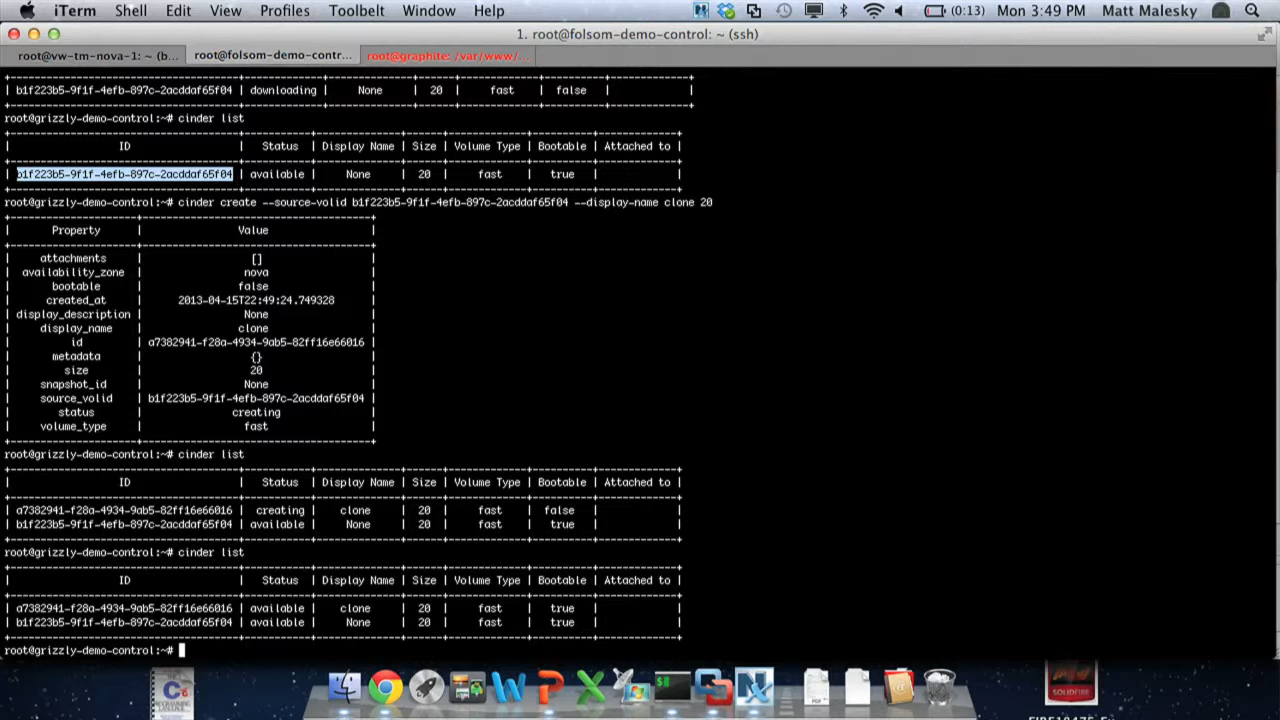 iTerm Shell Edit View Profiles Toolbelt Window Help (0:13) Mon 3:49 PM Matt Malesky
1. root@folsom-demo-control: ~ (ssh)
root@vw-tm-nova-1: ~ (b... root@folsom-demo-contr... root@graphite: /var/www/...
| b1f223b5-9f1f-4efb-897c-2acddaf65f04 | downloading | None | 20 | fast | false | |
root@grizzly-demo-control:~# cinder list
| ID | Status | Display Name | Size | Volume Type | Bootable | Attached to |
| b1f223b5-9f1f-4efb-897c-2acddaf65f04 | available | None | 20 | fast | true | |
root@grizzly-demo-control:~# cinder create --source-volid b1f223b5-9f1f-4efb-897c-2acddaf65f04 --display-name clone 20
| Property | Value |
| attachments | [] |
| availability_zone | nova |
| bootable | false |
| created_at | 2013-04-15T22:49:24.749328 |
| display_description | None |
| display_name | clone |
| id | a7382941-f28a-4934-9ab5-82ff16e66016 |
| metadata | {} |
| size | 20 |
| snapshot_id | None |
| source_volid | b1f223b5-9f1f-4efb-897c-2acddaf65f04 |
| status | creating |
| volume_type | fast |
root@grizzly-demo-control:~# cinder list
| ID | Status | Display Name | Size | Volume Type | Bootable | Attached to |
| a7382941-f28a-4934-9ab5-82ff16e66016 | creating | clone | 20 | fast | false | |
| b1f223b5-9f1f-4efb-897c-2acddaf65f04 | available | None | 20 | fast | true | |
root@grizzly-demo-control:~# cinder list
| ID | Status | Display Name | Size | Volume Type | Bootable | Attached to |
| a7382941-f28a-4934-9ab5-82ff16e66016 | available | clone | 20 | fast | true | |
| b1f223b5-9f1f-4efb-897c-2acddaf65f04 | available | None | 20 | fast | true | |
root@grizzly-demo-control:~#
SOLIDFIRE